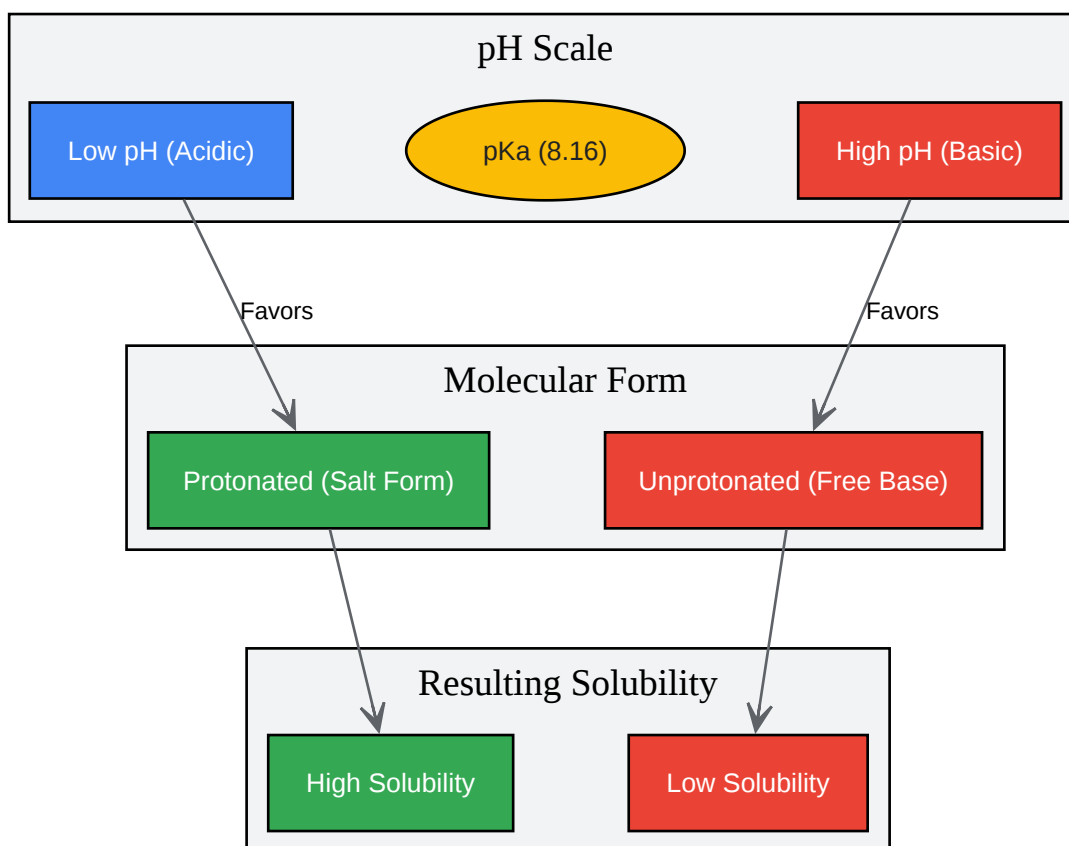 pH Scale
Low pH (Acidic)
pKa (8.16)
High pH (Basic)
Favors
Favors
Molecular Form
Protonated (Salt Form)
Unprotonated (Free Base)
Resulting Solubility
High Solubility
Low Solubility